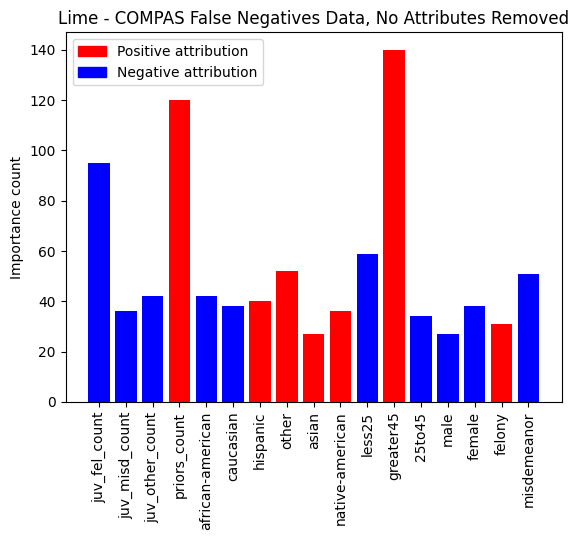 Lime - COMPAS False Negatives Data, No Attributes Removed
Positive attribution
Negative attribution
Importance count
140
120
100
80
60
40
20
0
juv_fel_count
juv_misd_count
juv_other_count
priors_count
african-american
caucasian
hispanic
other
asian
native-american
less25
greater45
25to45
male
female
felony
misdemeanor